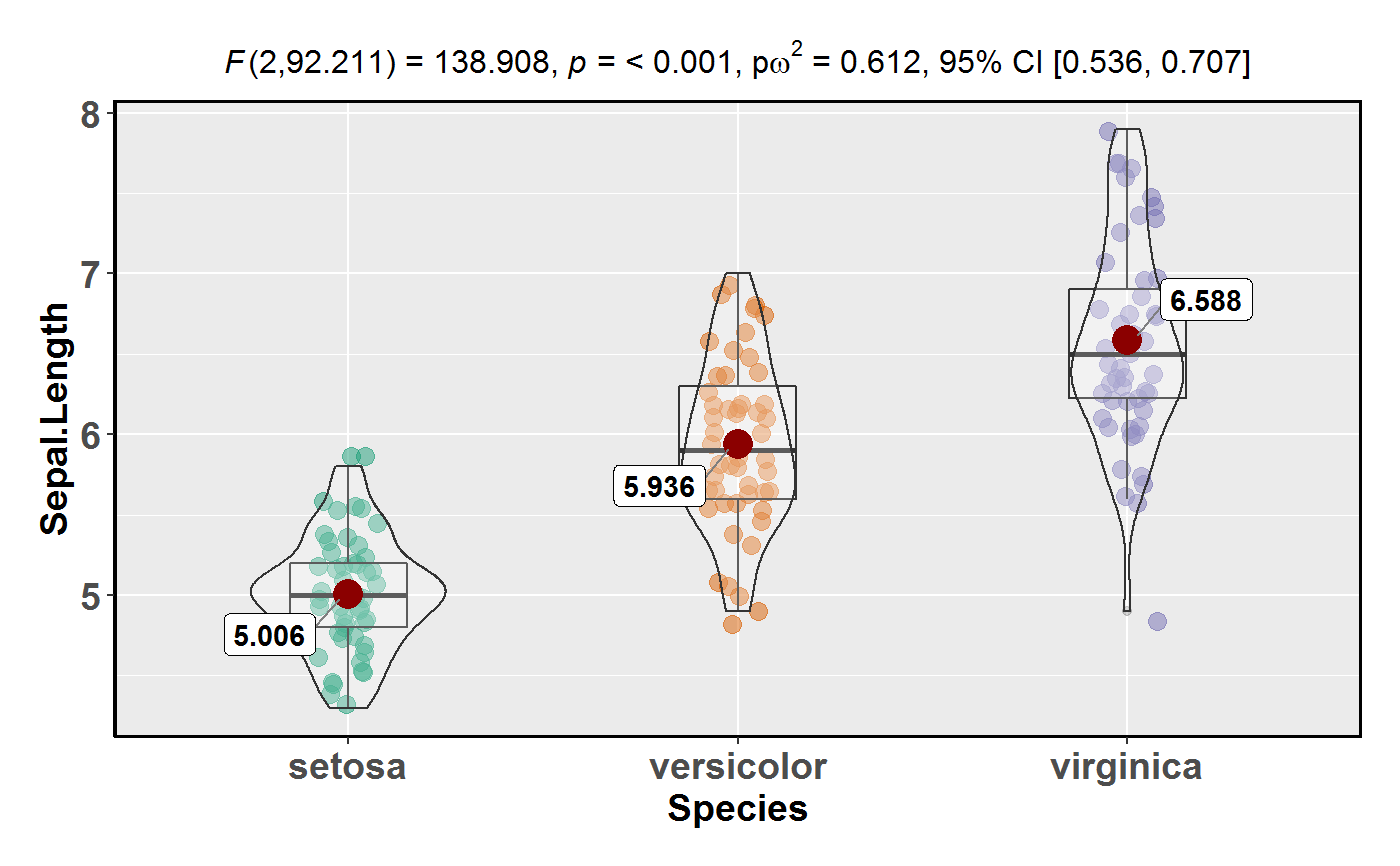 F(2,92.211) = 138.908, p = < 0.001, pω² = 0.612, 95% CI [0.536, 0.707]
8
7
6
5
Sepal.Length
6.588
5.936
5.006
setosa versicolor virginica
Species